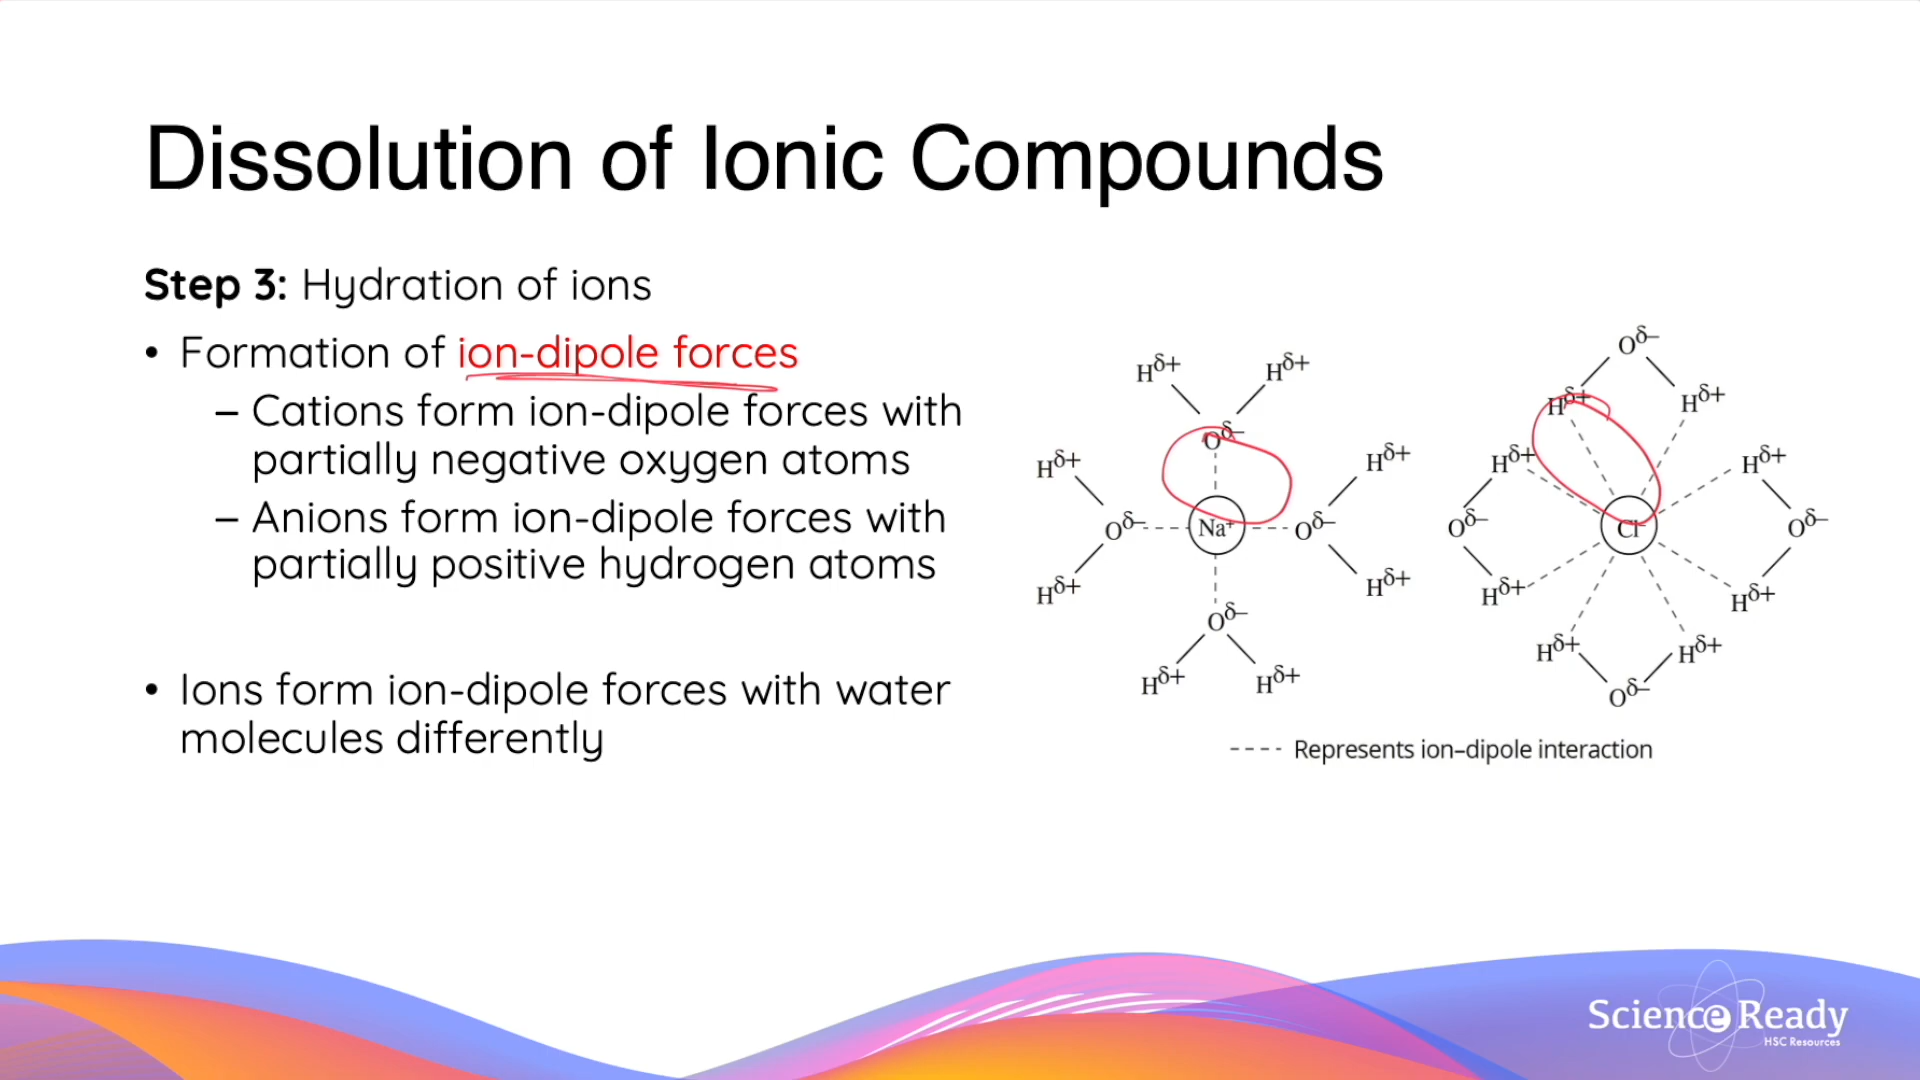 Dissolution of Ionic Compounds
Step 3: Hydration of ions
• Formation of ion-dipole forces
– Cations form ion-dipole forces with
partially negative oxygen atoms
– Anions form ion-dipole forces with
partially positive hydrogen atoms
• Ions form ion-dipole forces with water
molecules differently
Hδ+ Hδ+
Oδ–
Hδ+ Hδ+
Oδ– Na+ Oδ–
Hδ+ Hδ+
Oδ–
Hδ+ Hδ+
Oδ–
Hδ+ Hδ+
Hδ+ Hδ+
Oδ– Cl– Oδ–
Hδ+ Hδ+
Hδ+ Hδ+
Oδ–
---- Represents ion–dipole interaction
Science Ready
HSC Resources